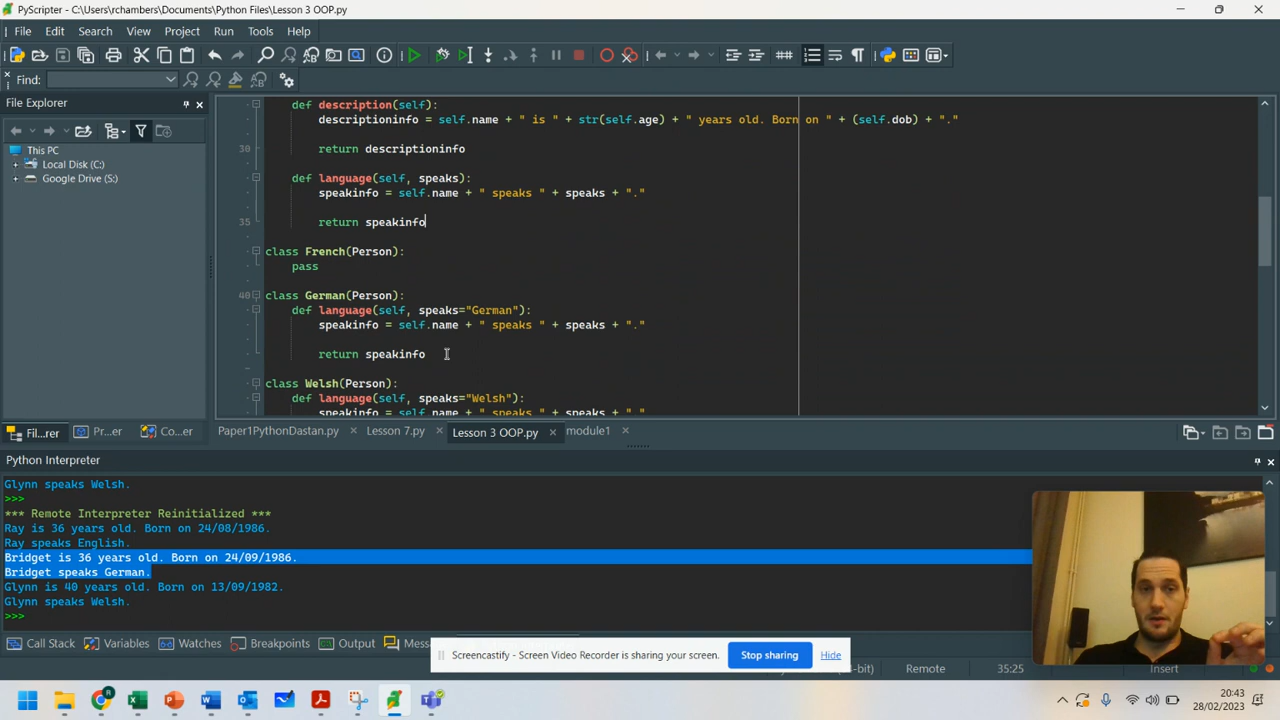 PyScripter - C:\Users\rchambers\Documents\Python Files\Lesson 3 OOP.py
File Edit Search View Project Run Tools Help
Find:
File Explorer
This PC
Local Disk (C:)
Google Drive (S:)
def description(self):
descriptioninfo = self.name + " is " + str(self.age) + " years old. Born on " + (self.dob) + "."
30 return descriptioninfo
def language(self, speaks):
speakinfo = self.name + " speaks " + speaks + "."
35 return speakinfo
class French(Person):
pass
40 class German(Person):
def language(self, speaks="German"):
speakinfo = self.name + " speaks " + speaks + "."
return speakinfo
class Welsh(Person):
def language(self, speaks="Welsh"):
speakinfo = self.name + " speaks " + speaks + "."
Fil...rer Pr...er Co...er Paper1PythonDastan.py Lesson 7.py Lesson 3 OOP.py module1
Python Interpreter
Glynn speaks Welsh.
>>>
*** Remote Interpreter Reinitialized ***
Ray is 36 years old. Born on 24/08/1986.
Ray speaks English.
Bridget is 36 years old. Born on 24/09/1986.
Bridget speaks German.
Glynn is 40 years old. Born on 13/09/1982.
Glynn speaks Welsh.
>>>
Call Stack Variables Watches Breakpoints Output Mess
Screencastify - Screen Video Recorder is sharing your screen. Stop sharing Hide
-bit) Remote 35:25 Insert
20:43
28/02/2023